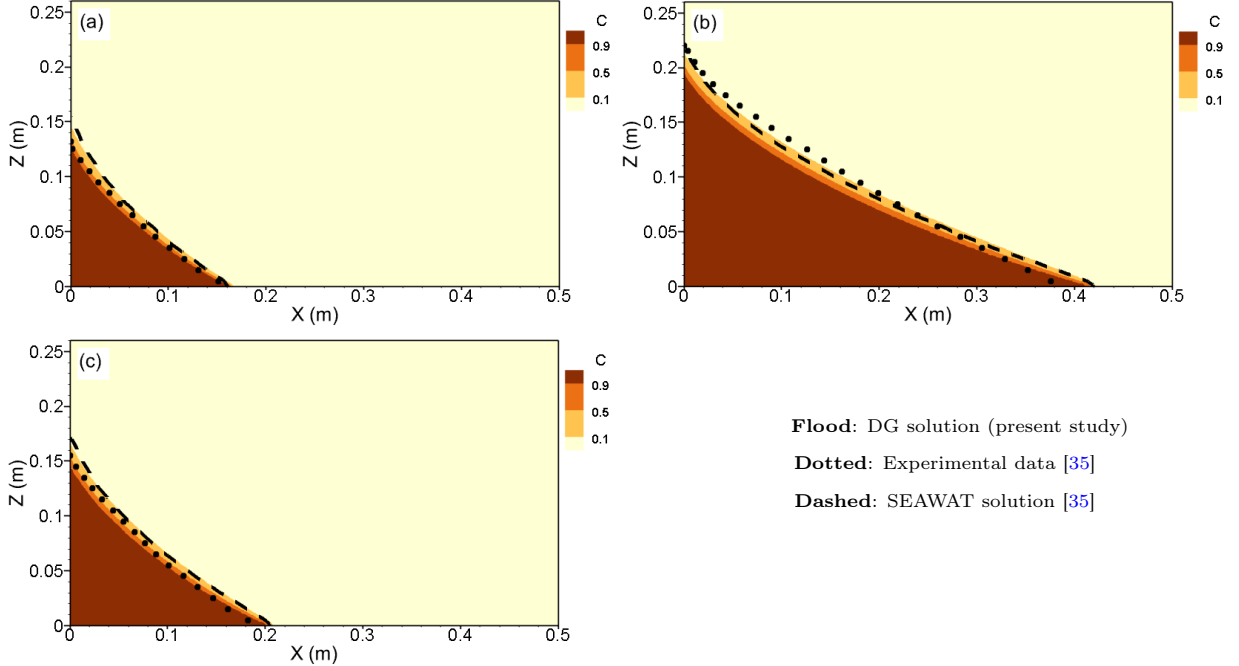 (a)
C
0.9
0.5
0.1
Z (m)
0.25
0.2
0.15
0.1
0.05
0
0 0.1 0.2 0.3 0.4 0.5
X (m)
(b)
C
0.9
0.5
0.1
Z (m)
0.25
0.2
0.15
0.1
0.05
0
0 0.1 0.2 0.3 0.4 0.5
X (m)
(c)
C
0.9
0.5
0.1
Z (m)
0.25
0.2
0.15
0.1
0.05
0
0 0.1 0.2 0.3 0.4 0.5
X (m)
Flood: DG solution (present study)
Dotted: Experimental data [35]
Dashed: SEAWAT solution [35]